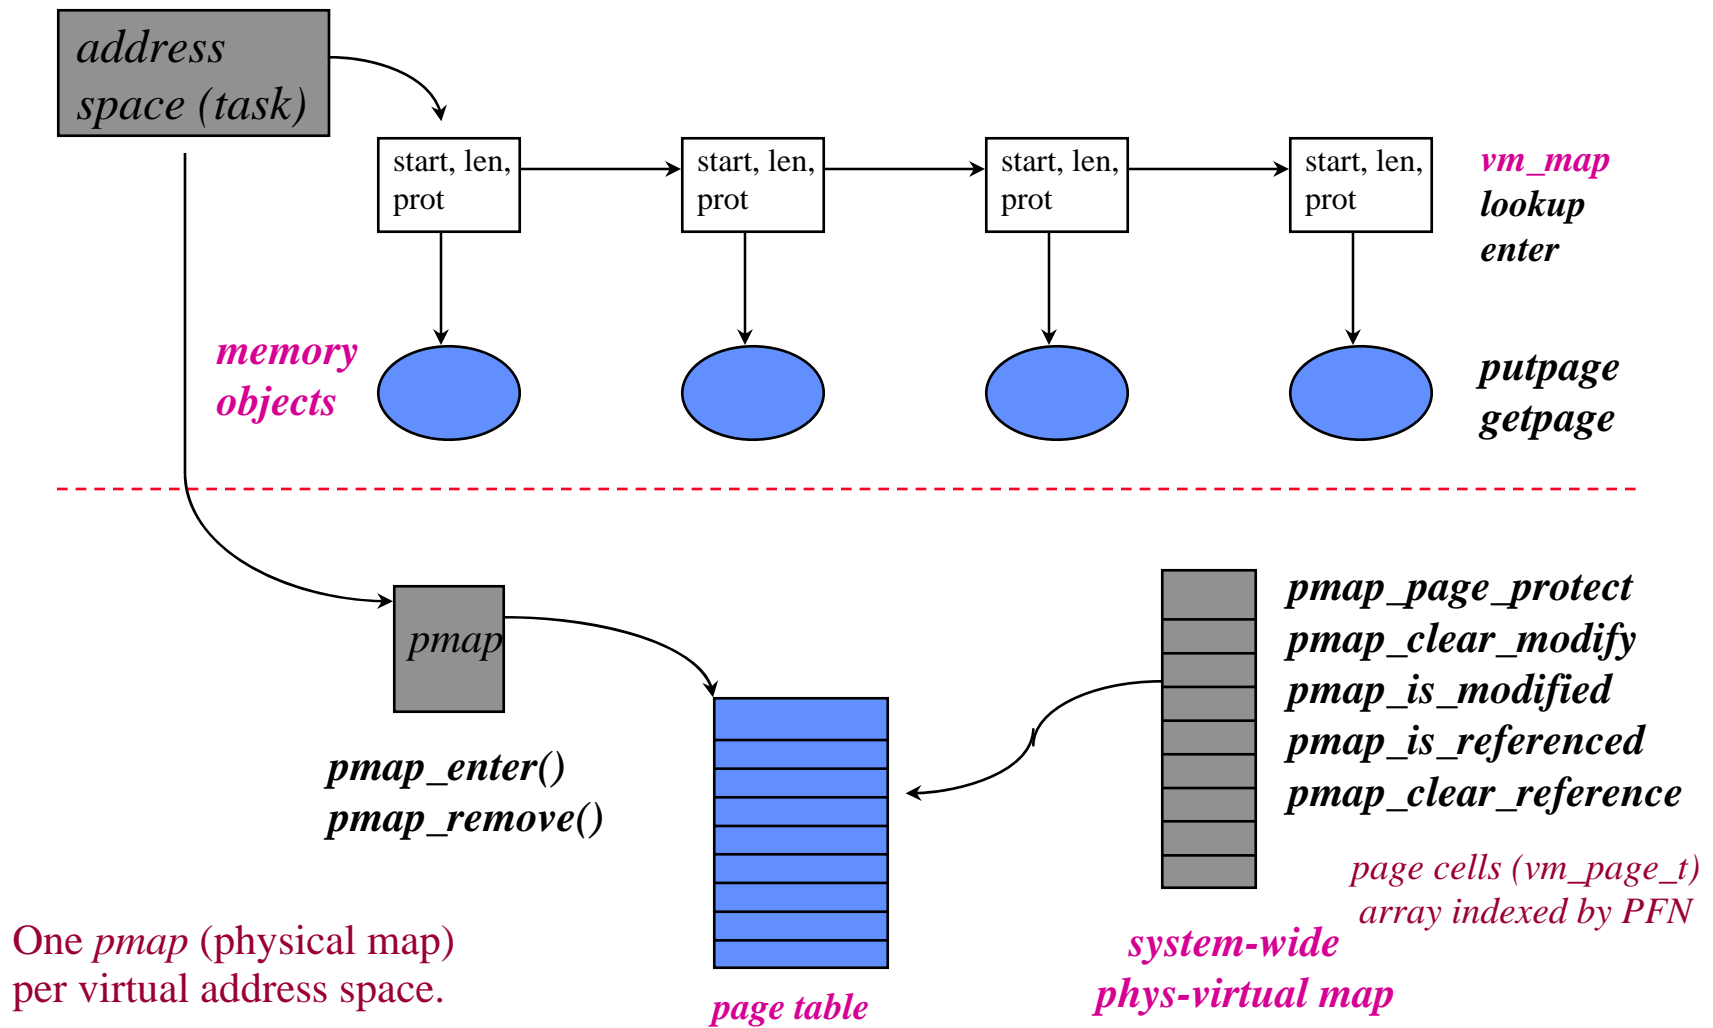 address
space (task)
start, len,
prot
start, len,
prot
start, len,
prot
start, len,
prot
vm_map
lookup
enter
memory
objects
putpage
getpage
pmap
pmap_enter()
pmap_remove()
pmap_page_protect
pmap_clear_modify
pmap_is_modified
pmap_is_referenced
pmap_clear_reference
page cells (vm_page_t)
array indexed by PFN
One pmap (physical map)
per virtual address space.
page table
system-wide
phys-virtual map